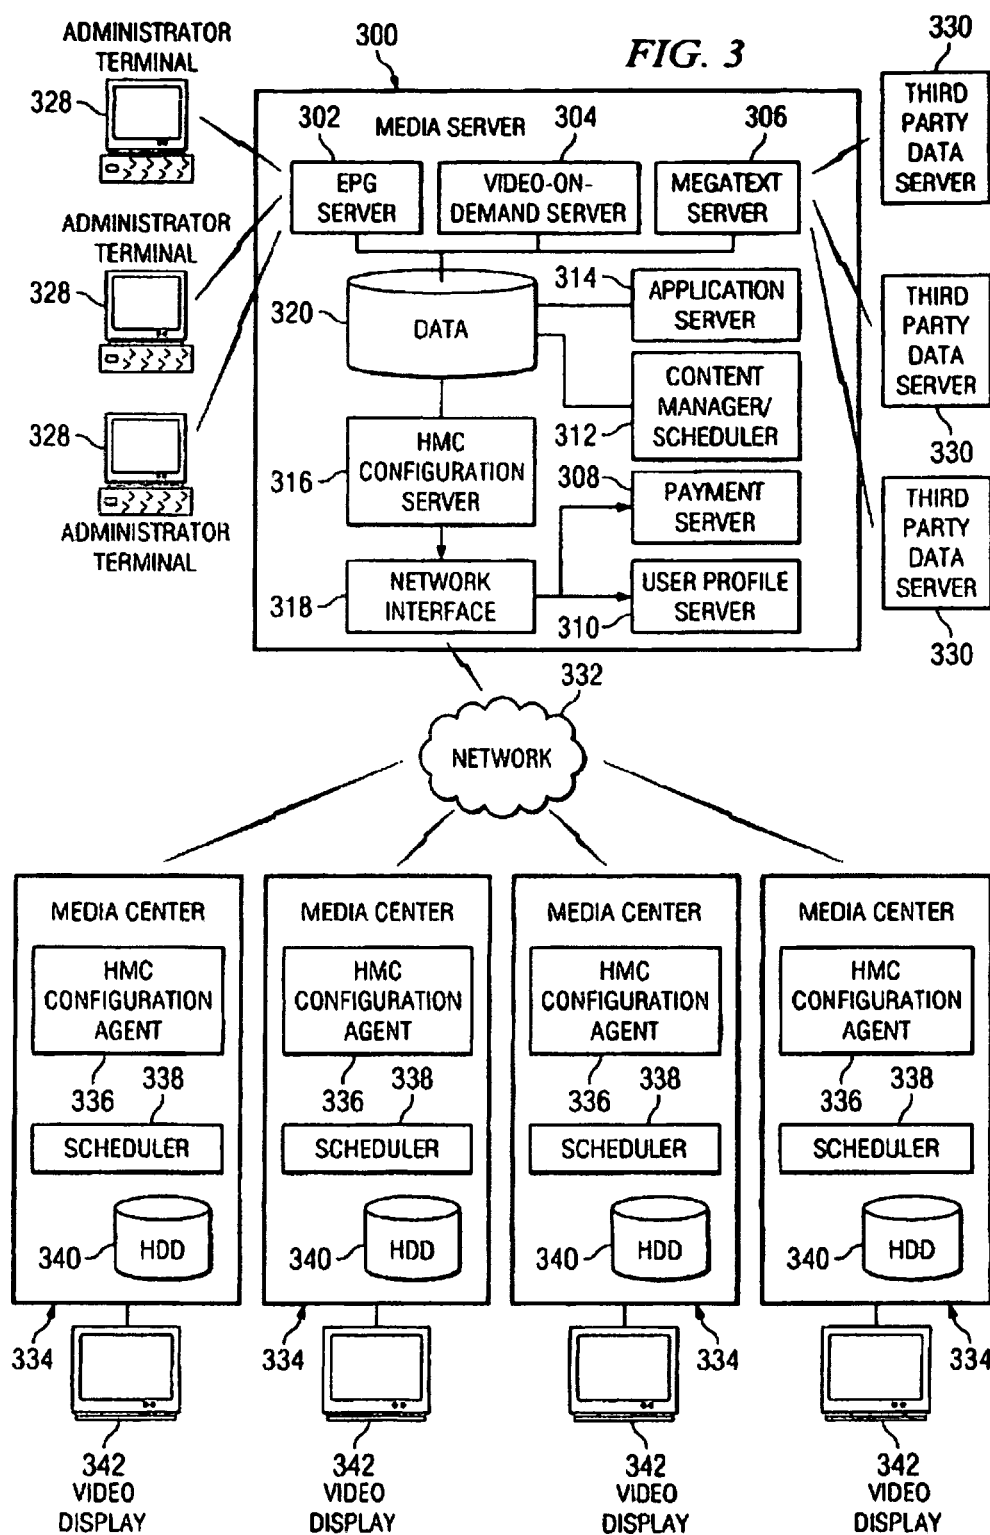 FIG. 3
ADMINISTRATOR
TERMINAL
328
ADMINISTRATOR
TERMINAL
328
328
ADMINISTRATOR
TERMINAL
300
MEDIA SERVER
302
EPG
SERVER
304
VIDEO-ON-
DEMAND SERVER
306
MEGATEXT
SERVER
320
DATA
314
APPLICATION
SERVER
CONTENT
MANAGER/
SCHEDULER
312
316
HMC
CONFIGURATION
SERVER
308
PAYMENT
SERVER
318
NETWORK
INTERFACE
USER PROFILE
SERVER
310
330
THIRD
PARTY
DATA
SERVER
THIRD
PARTY
DATA
SERVER
330
THIRD
PARTY
DATA
SERVER
330
332
NETWORK
MEDIA CENTER
HMC
CONFIGURATION
AGENT
336
338
SCHEDULER
340
HDD
334
342
VIDEO
DISPLAY
MEDIA CENTER
HMC
CONFIGURATION
AGENT
336
338
SCHEDULER
340
HDD
334
342
VIDEO
DISPLAY
MEDIA CENTER
HMC
CONFIGURATION
AGENT
336
338
SCHEDULER
340
HDD
334
342
VIDEO
DISPLAY
MEDIA CENTER
HMC
CONFIGURATION
AGENT
336
338
SCHEDULER
340
HDD
334
342
VIDEO
DISPLAY